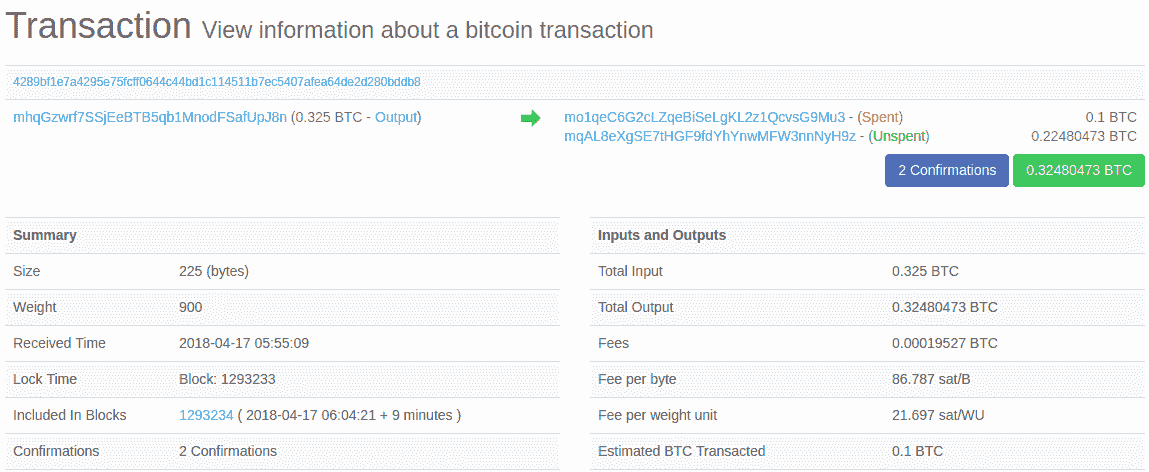 Transaction View information about a bitcoin transaction
4289bf1e7a4295e75fcff0644c44bd1c114511b7ec5407afea64de2d280bddb8
mhqGzwrf7SSjEeBTB5qb1MnodFSafUpJ8n (0.325 BTC - Output)
mo1qeC6G2cLZqeBiSeLgKL2z1QcvsG9Mu3 - (Spent) 0.1 BTC
mqAL8eXgSE7tHGF9fdYhYnwMFW3nnNyH9z - (Unspent) 0.22480473 BTC
2 Confirmations 0.32480473 BTC
Summary
Size 225 (bytes)
Weight 900
Received Time 2018-04-17 05:55:09
Lock Time Block: 1293233
Included In Blocks 1293234 ( 2018-04-17 06:04:21 + 9 minutes )
Confirmations 2 Confirmations
Inputs and Outputs
Total Input 0.325 BTC
Total Output 0.32480473 BTC
Fees 0.00019527 BTC
Fee per byte 86.787 sat/B
Fee per weight unit 21.697 sat/WU
Estimated BTC Transacted 0.1 BTC